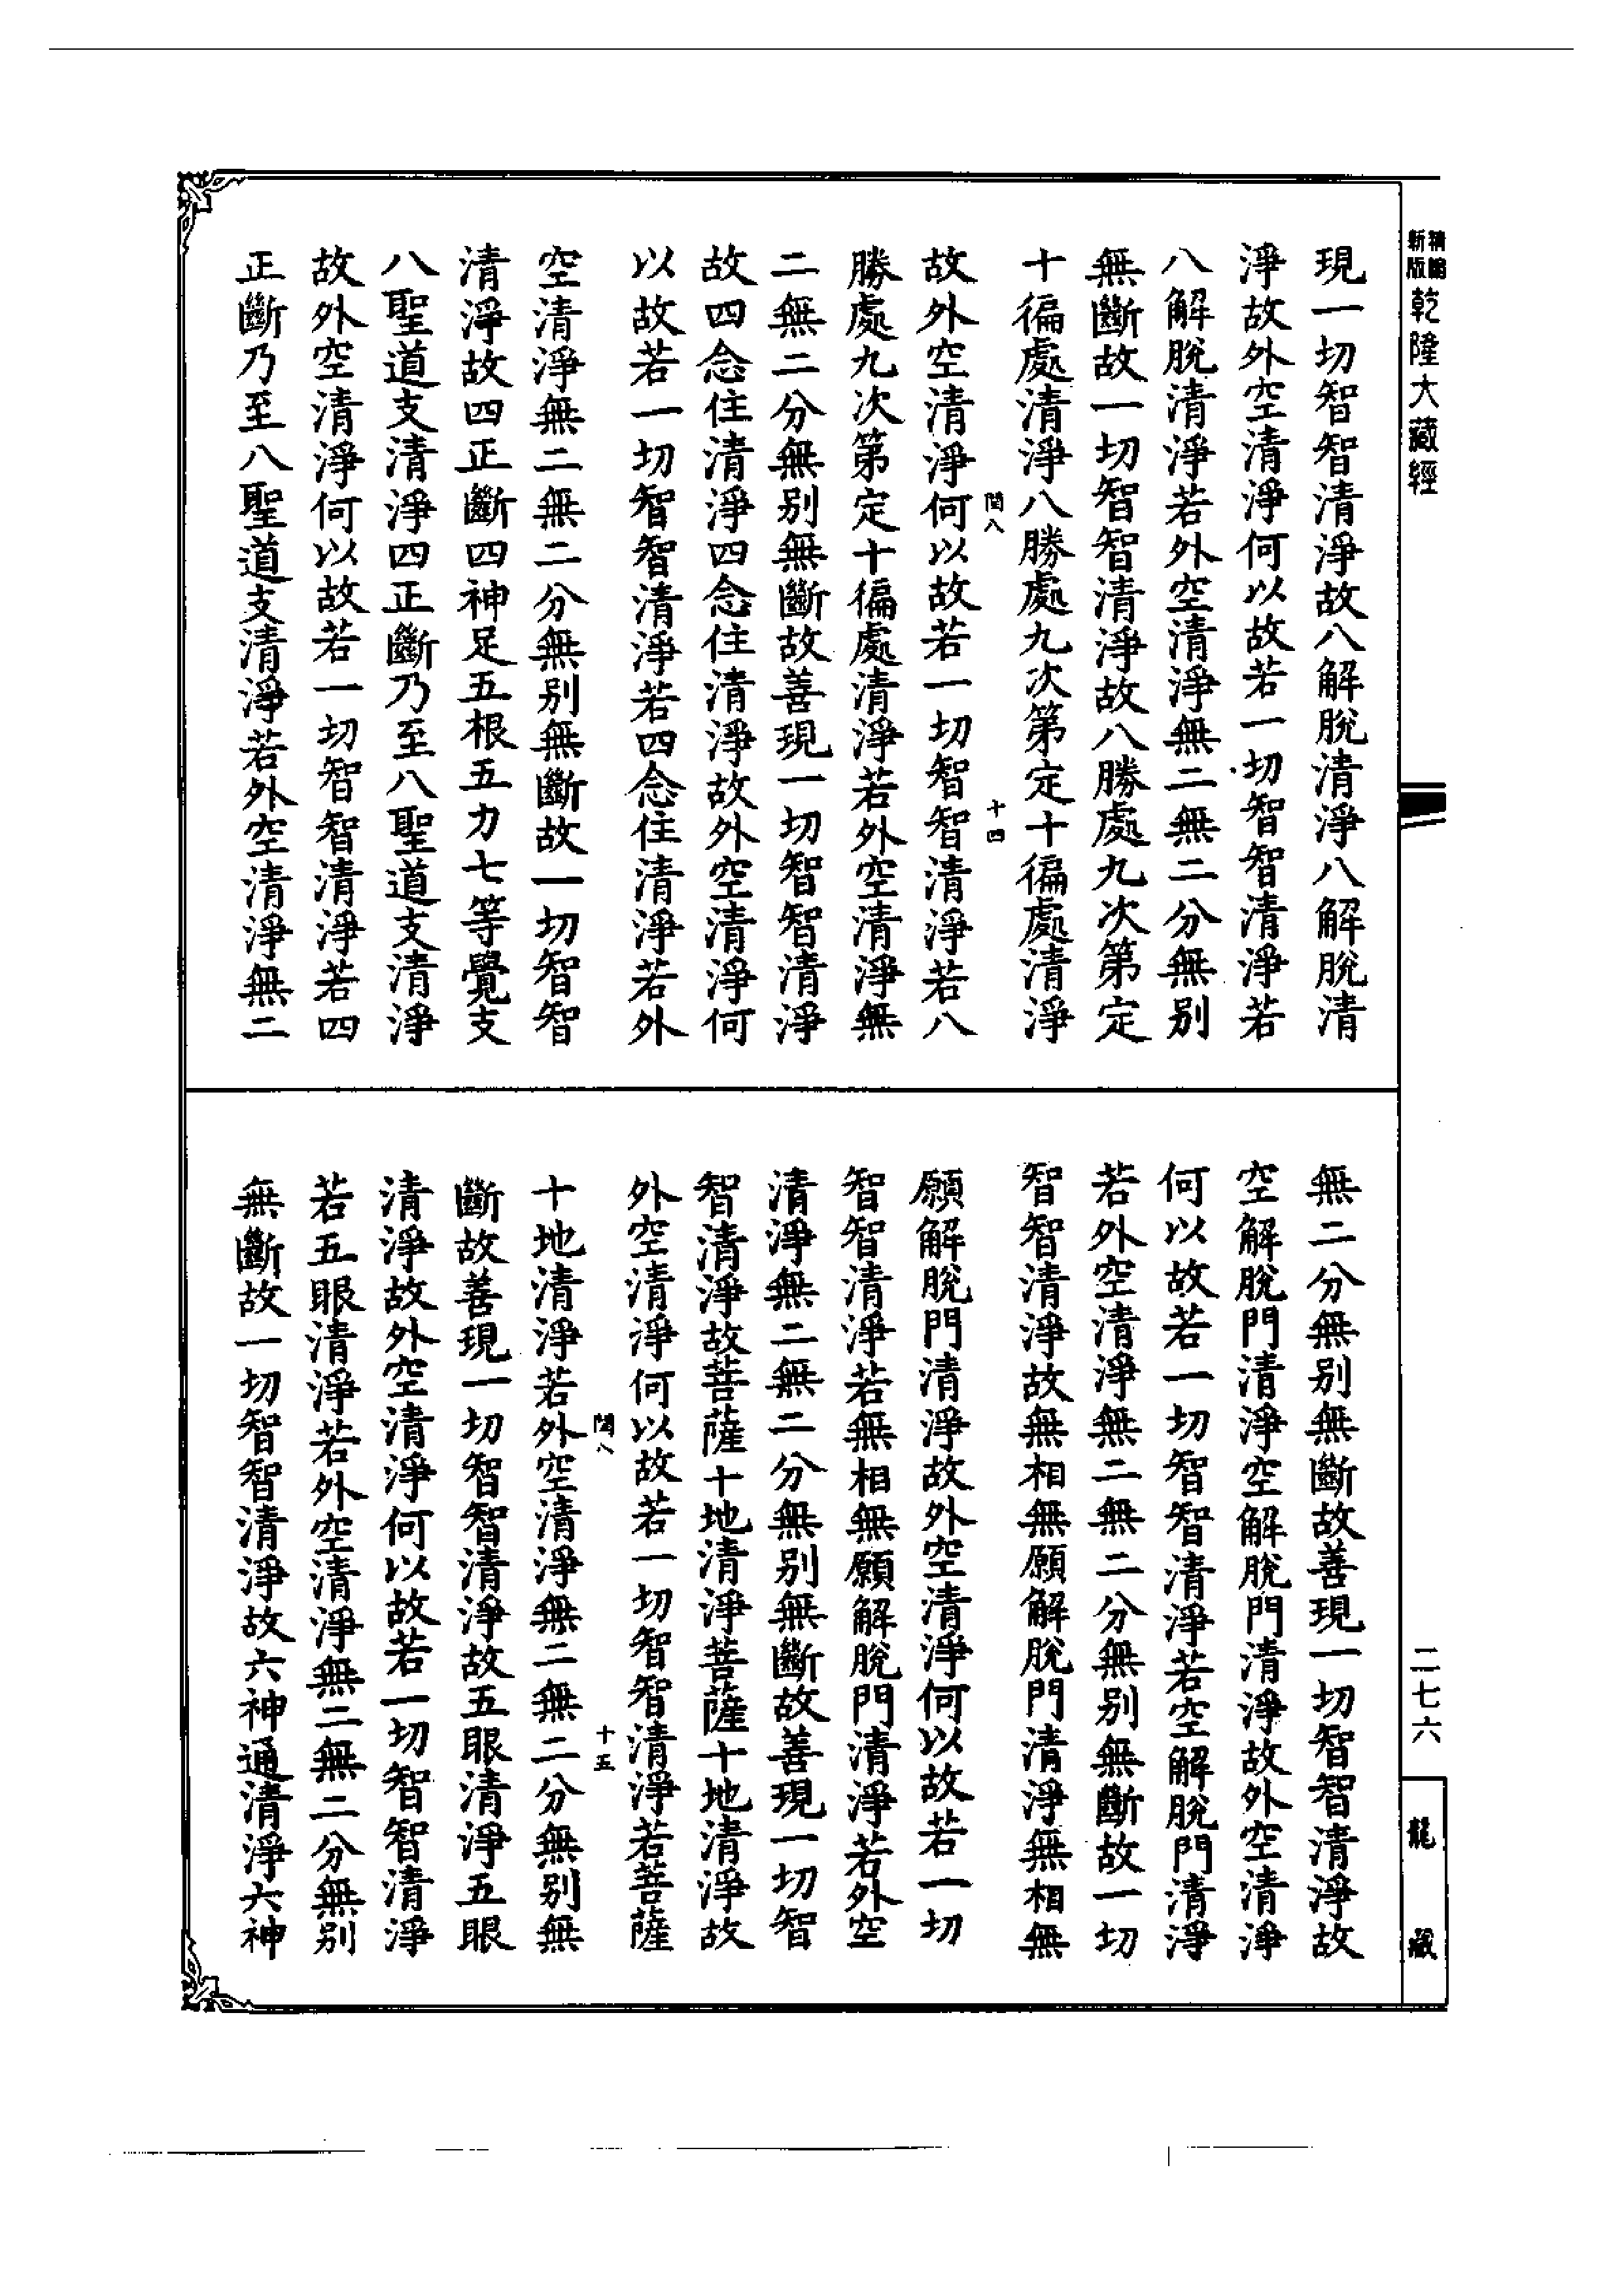 精縮新版乾隆大藏經
現一切智智清淨故八解脫清淨八解脫清
淨故外空清淨何以故若一切智智清淨若
八解脫清淨若外空清淨無二無二分無別
無斷故一切智智清淨故八勝處九次第定
十徧處清淨八勝處九次第定十徧處清淨
閏八 十四
故外空清淨何以故若一切智智清淨若八
勝處九次第定十徧處清淨若外空清淨無
二無二分無別無斷故善現一切智智清淨
故四念住清淨四念住清淨故外空清淨何
以故若一切智智清淨若四念住清淨若外
空清淨無二無二分無別無斷故一切智智
清淨故四正斷四神足五根五力七等覺支
八聖道支清淨四正斷乃至八聖道支清淨
故外空清淨何以故若一切智智清淨若四
正斷乃至八聖道支清淨若外空清淨無二
無二分無別無斷故善現一切智智清淨故
空解脫門清淨空解脫門清淨故外空清淨
何以故若一切智智清淨若空解脫門清淨
若外空清淨無二無二分無別無斷故一切
智智清淨故無相無願解脫門清淨無相無
願解脫門清淨故外空清淨何以故若一切
智智清淨若無相無願解脫門清淨若外空
清淨無二無二分無別無斷故善現一切智
智清淨故菩薩十地清淨菩薩十地清淨故
外空清淨何以故若一切智智清淨若菩薩
閏八 十五
十地清淨若外空清淨無二無二分無別無
斷故善現一切智智清淨故五眼清淨五眼
清淨故外空清淨何以故若一切智智清淨
若五眼清淨若外空清淨無二無二分無別
無斷故一切智智清淨故六神通清淨六神
二七六
龍藏